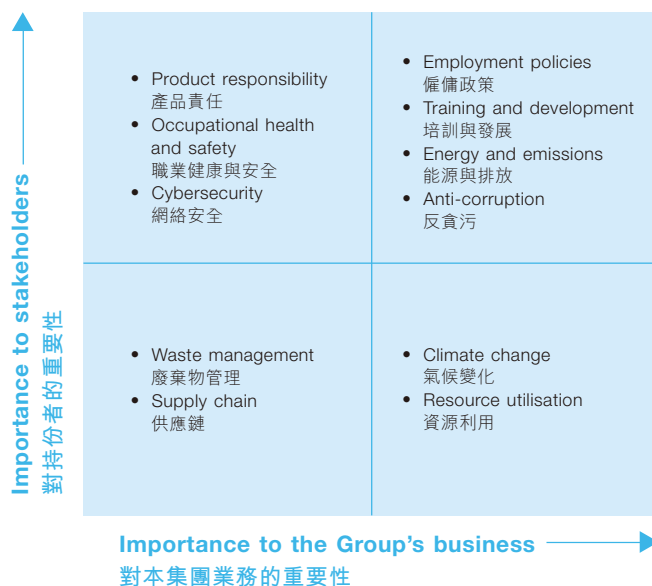 Importance to stakeholders
對持份者的重要性
• Product responsibility
產品責任
• Occupational health
and safety
職業健康與安全
• Cybersecurity
網絡安全
• Employment policies
僱傭政策
• Training and development
培訓與發展
• Energy and emissions
能源與排放
• Anti-corruption
反貪污
• Waste management
廢棄物管理
• Supply chain
供應鏈
• Climate change
氣候變化
• Resource utilisation
資源利用
Importance to the Group’s business
對本集團業務的重要性